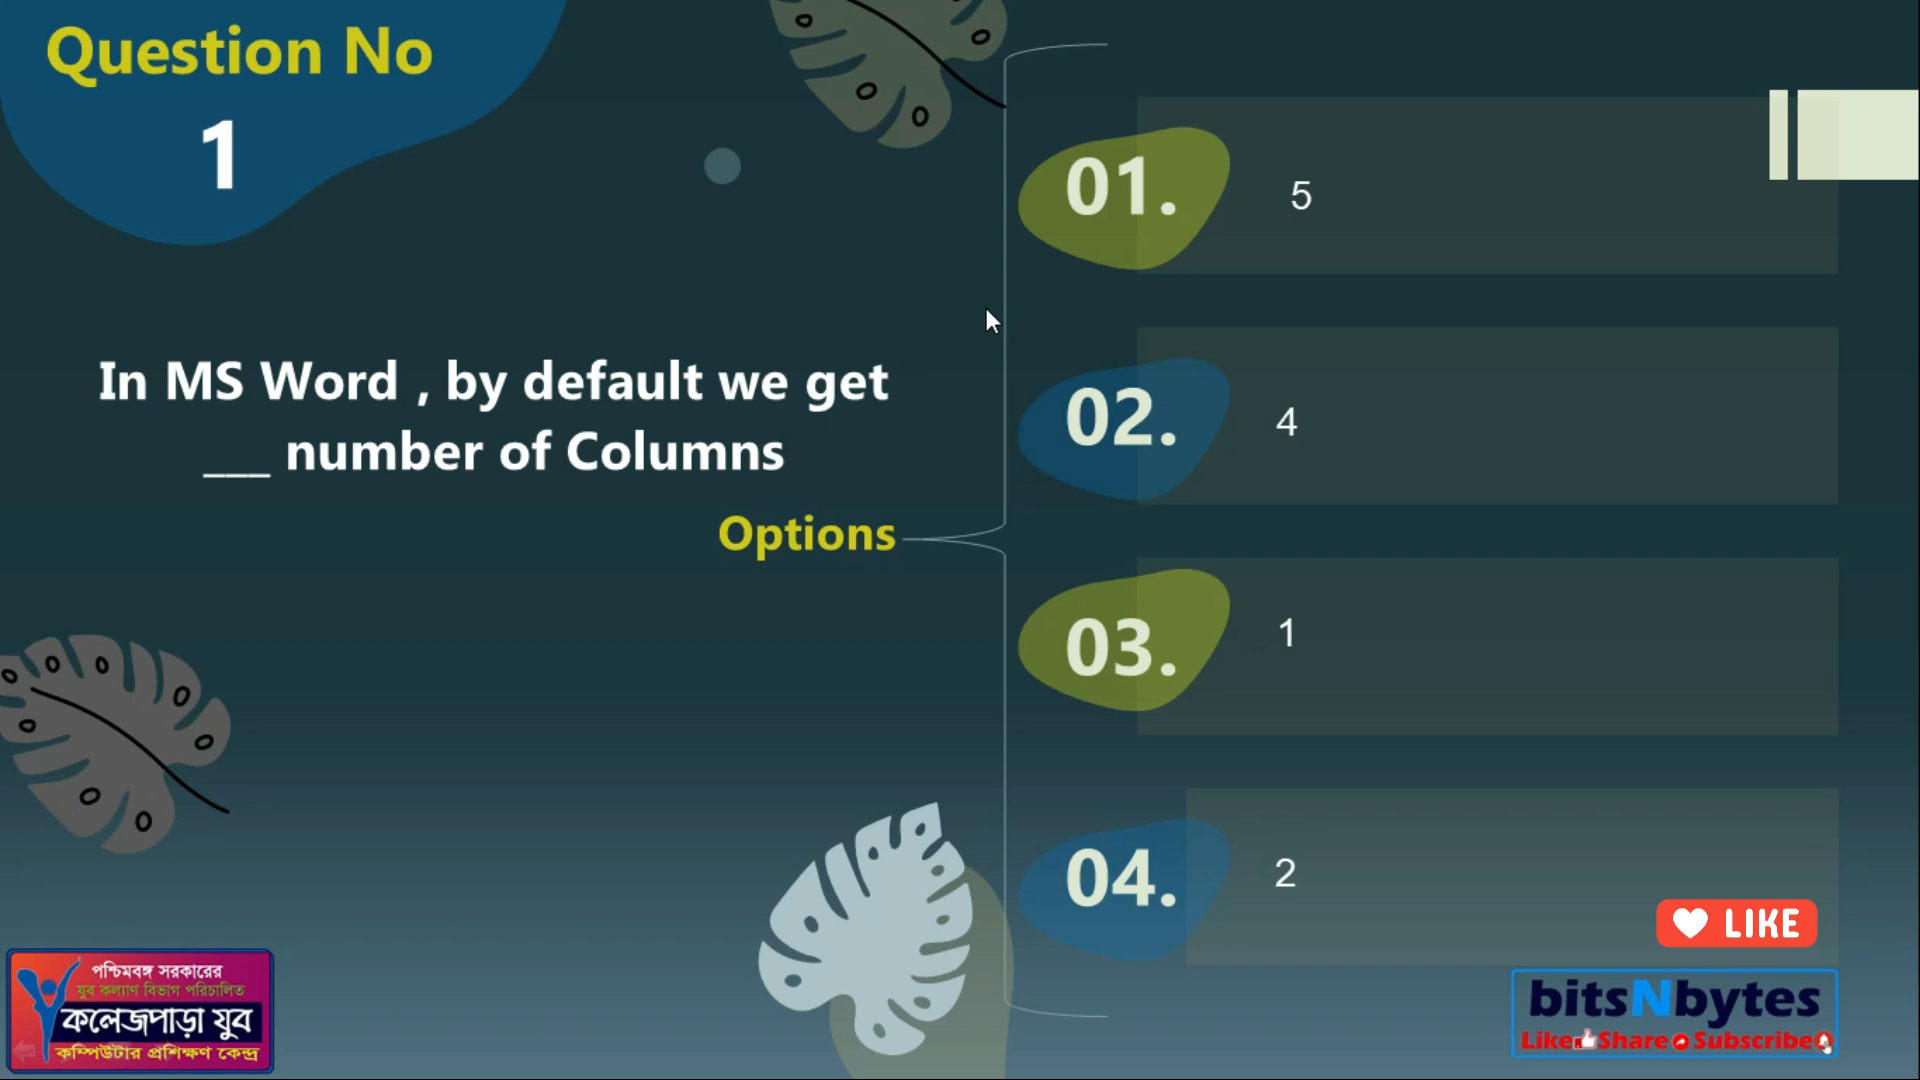 Question No
1
In MS Word , by default we get
___ number of Columns
Options
01.
5
02.
4
03.
1
04.
2
LIKE
পশ্চিমবঙ্গ সরকারের
যুব কল্যাণ বিভাগ পরিচালিত
কলেজপাড়া যুব
কম্পিউটার প্রশিক্ষণ কেন্দ্র
bitsNbytes
Like Share Subscribe